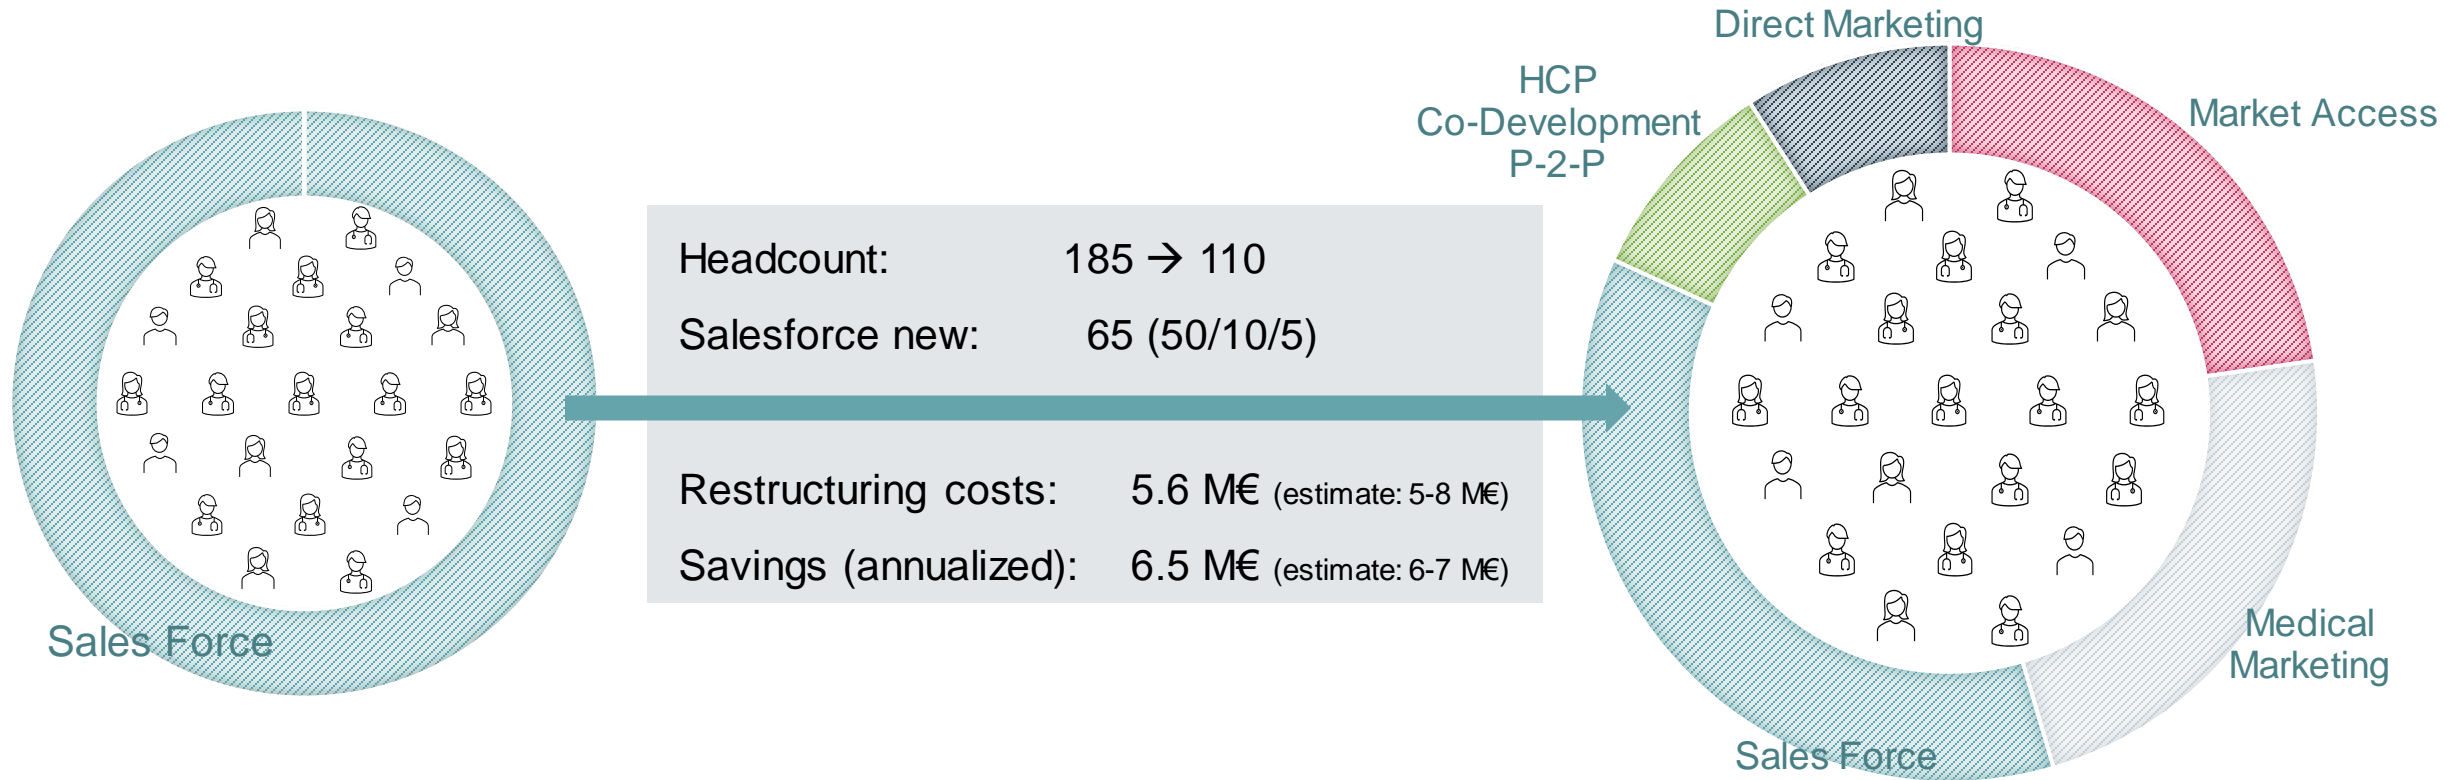 Direct Marketing
HCP
Co-Development
P-2-P
Market Access
Headcount: 185 → 110
Salesforce new: 65 (50/10/5)
Restructuring costs: 5.6 M€ (estimate: 5-8 M€)
Savings (annualized): 6.5 M€ (estimate: 6-7 M€)
Sales Force
Medical
Marketing
Sales Force